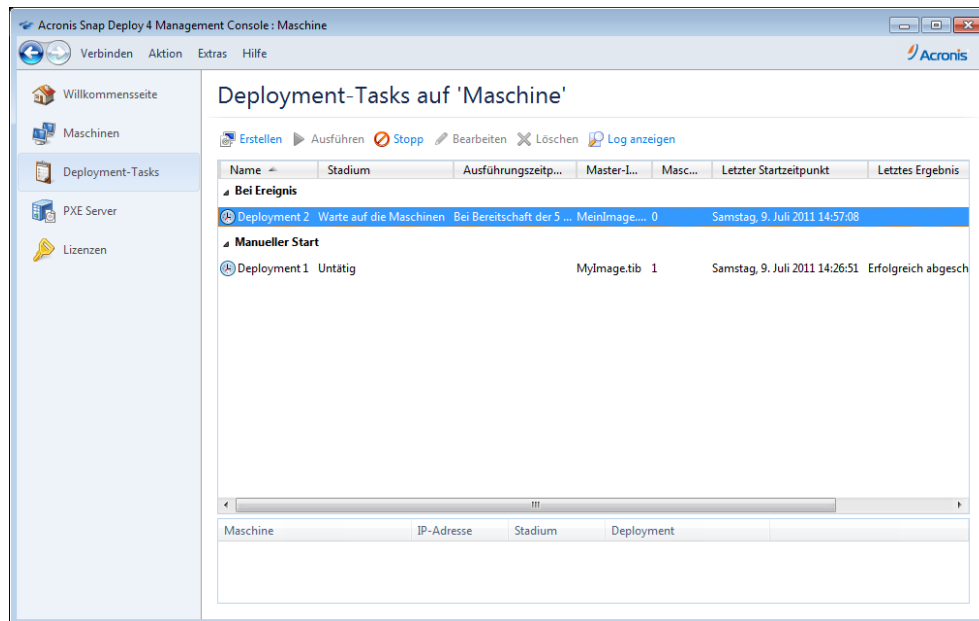 Acronis Snap Deploy 4 Management Console : Maschine
Verbinden Aktion Extras Hilfe
Acronis
Willkommensseite
Maschinen
Deployment-Tasks
PXE Server
Lizenzen
Deployment-Tasks auf 'Maschine'
Erstellen Ausführen Stopp Bearbeiten Löschen Log anzeigen
Name Stadium Ausführungszeitp... Master-I... Masc... Letzter Startzeitpunkt Letztes Ergebnis
Bei Ereignis
Deployment 2 Warte auf die Maschinen Bei Bereitschaft der 5 ... MeinImage.... 0 Samstag, 9. Juli 2011 14:57:08
Manueller Start
Deployment 1 Untätig MyImage.tib 1 Samstag, 9. Juli 2011 14:26:51 Erfolgreich abgesch
Maschine IP-Adresse Stadium Deployment